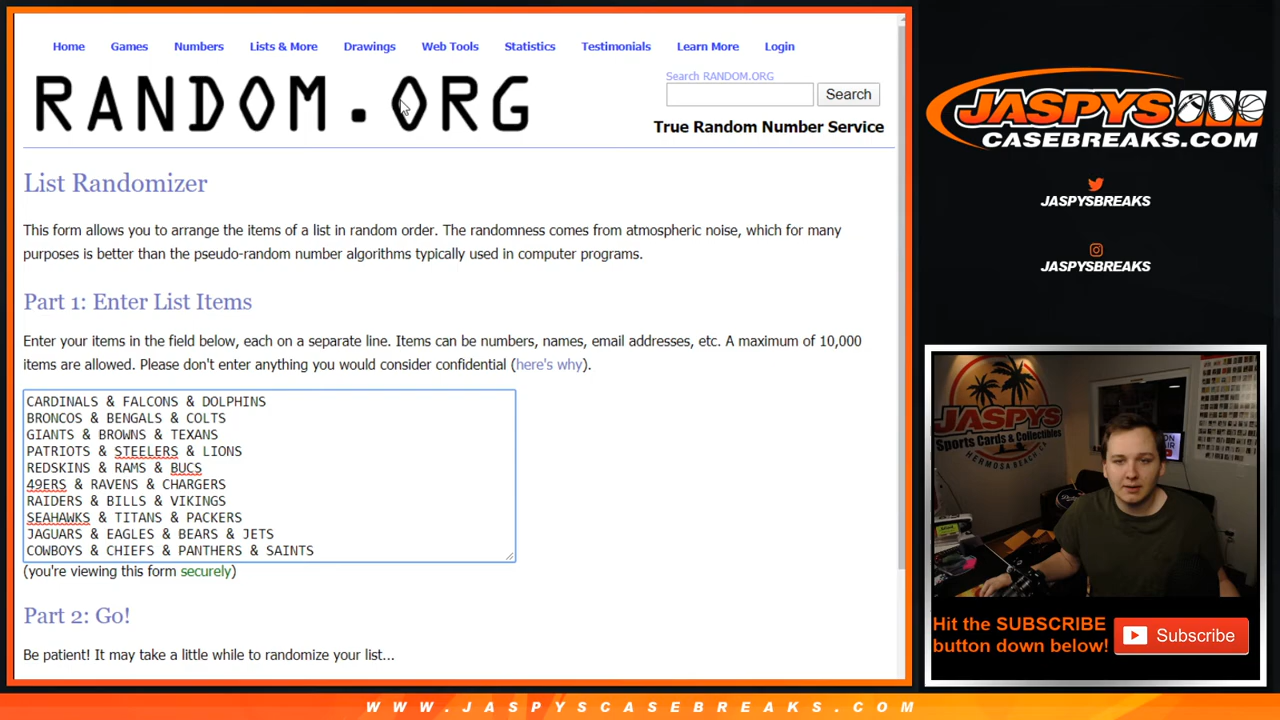 Home Games Numbers Lists & More Drawings Web Tools Statistics Testimonials Learn More Login
RANDOM.ORG
Search RANDOM.ORG
Search
True Random Number Service
List Randomizer
This form allows you to arrange the items of a list in random order. The randomness comes from atmospheric noise, which for many
purposes is better than the pseudo-random number algorithms typically used in computer programs.
Part 1: Enter List Items
Enter your items in the field below, each on a separate line. Items can be numbers, names, email addresses, etc. A maximum of 10,000
items are allowed. Please don't enter anything you would consider confidential (here's why).
CARDINALS & FALCONS & DOLPHINS
BRONCOS & BENGALS & COLTS
GIANTS & BROWNS & TEXANS
PATRIOTS & STEELERS & LIONS
REDSKINS & RAMS & BUCS
49ERS & RAVENS & CHARGERS
RAIDERS & BILLS & VIKINGS
SEAHAWKS & TITANS & PACKERS
JAGUARS & EAGLES & BEARS & JETS
COWBOYS & CHIEFS & PANTHERS & SAINTS
(you're viewing this form securely)
Part 2: Go!
Be patient! It may take a little while to randomize your list...
JASPYS
CASEBREAKS.COM
JASPYSBREAKS
JASPYSBREAKS
JASPYS
Sports Cards & Collectibles
HERMOSA BEACH, CA
Hit the SUBSCRIBE
button down below!
Subscribe
WWW.JASPYSCASEBREAKS.COM